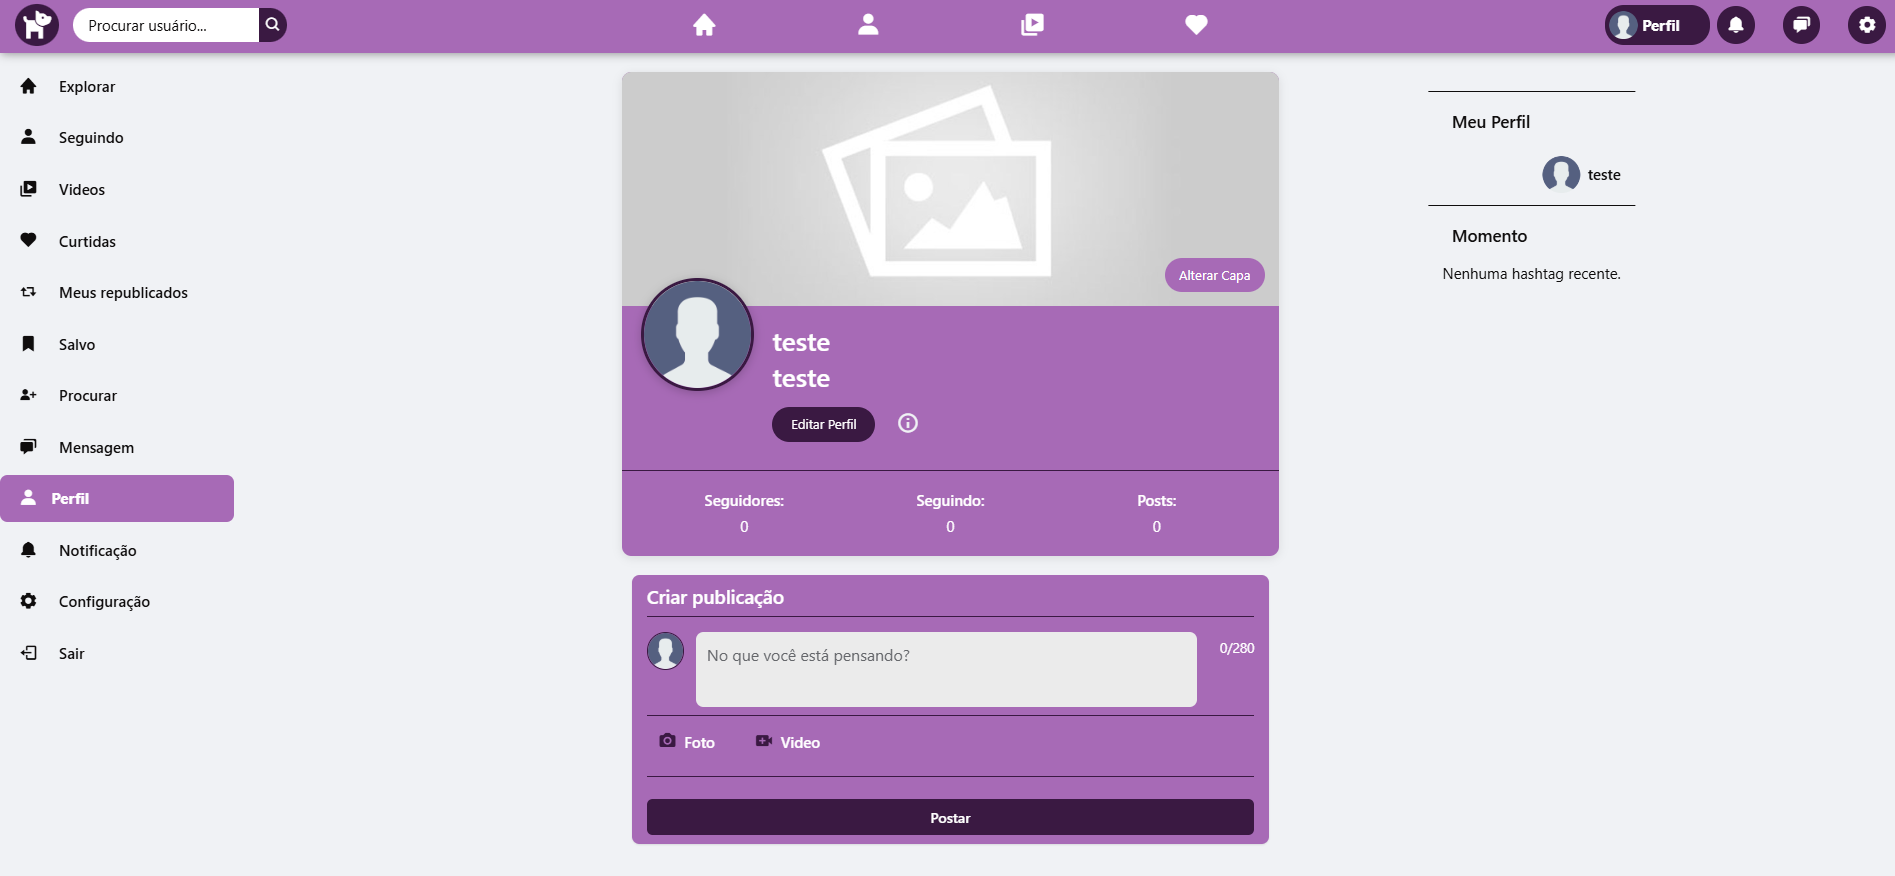 Procurar usuário...
Perfil
Explorar
Seguindo
Videos
Curtidas
Meus republicados
Salvo
Procurar
Mensagem
Perfil
Notificação
Configuração
Sair
Alterar Capa
teste
teste
Editar Perfil
Seguidores:
0
Seguindo:
0
Posts:
0
Criar publicação
No que você está pensando?
0/280
Foto
Video
Postar
Meu Perfil
teste
Momento
Nenhuma hashtag recente.